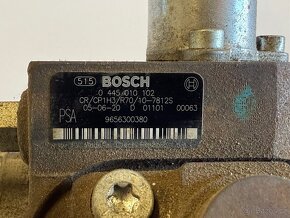 515 BOSCH
0 445 010 102
CR/CP1H3/R70/10-7812S
05-06-20 D 01101 00063
PSA
9656300380